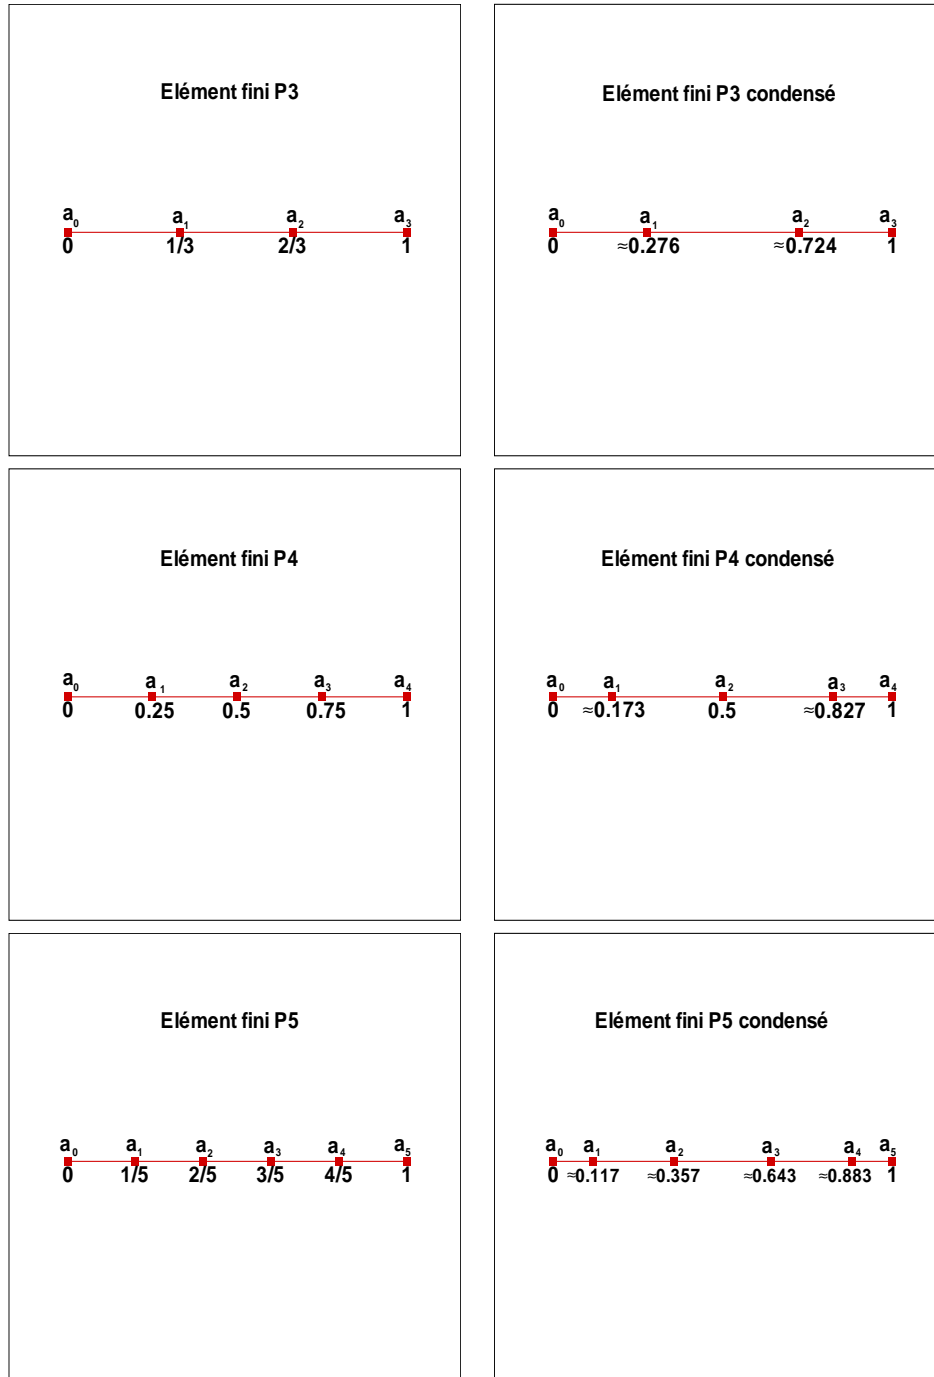 Elément fini P3
a0 a1 a2 a3
0 1/3 2/3 1
Elément fini P3 condensé
a0 a1 a2 a3
0 ≈0.276 ≈0.724 1
Elément fini P4
a0 a1 a2 a3 a4
0 0.25 0.5 0.75 1
Elément fini P4 condensé
a0 a1 a2 a3 a4
0 ≈0.173 0.5 ≈0.827 1
Elément fini P5
a0 a1 a2 a3 a4 a5
0 1/5 2/5 3/5 4/5 1
Elément fini P5 condensé
a0 a1 a2 a3 a4 a5
0 ≈0.117 ≈0.357 ≈0.643 ≈0.883 1